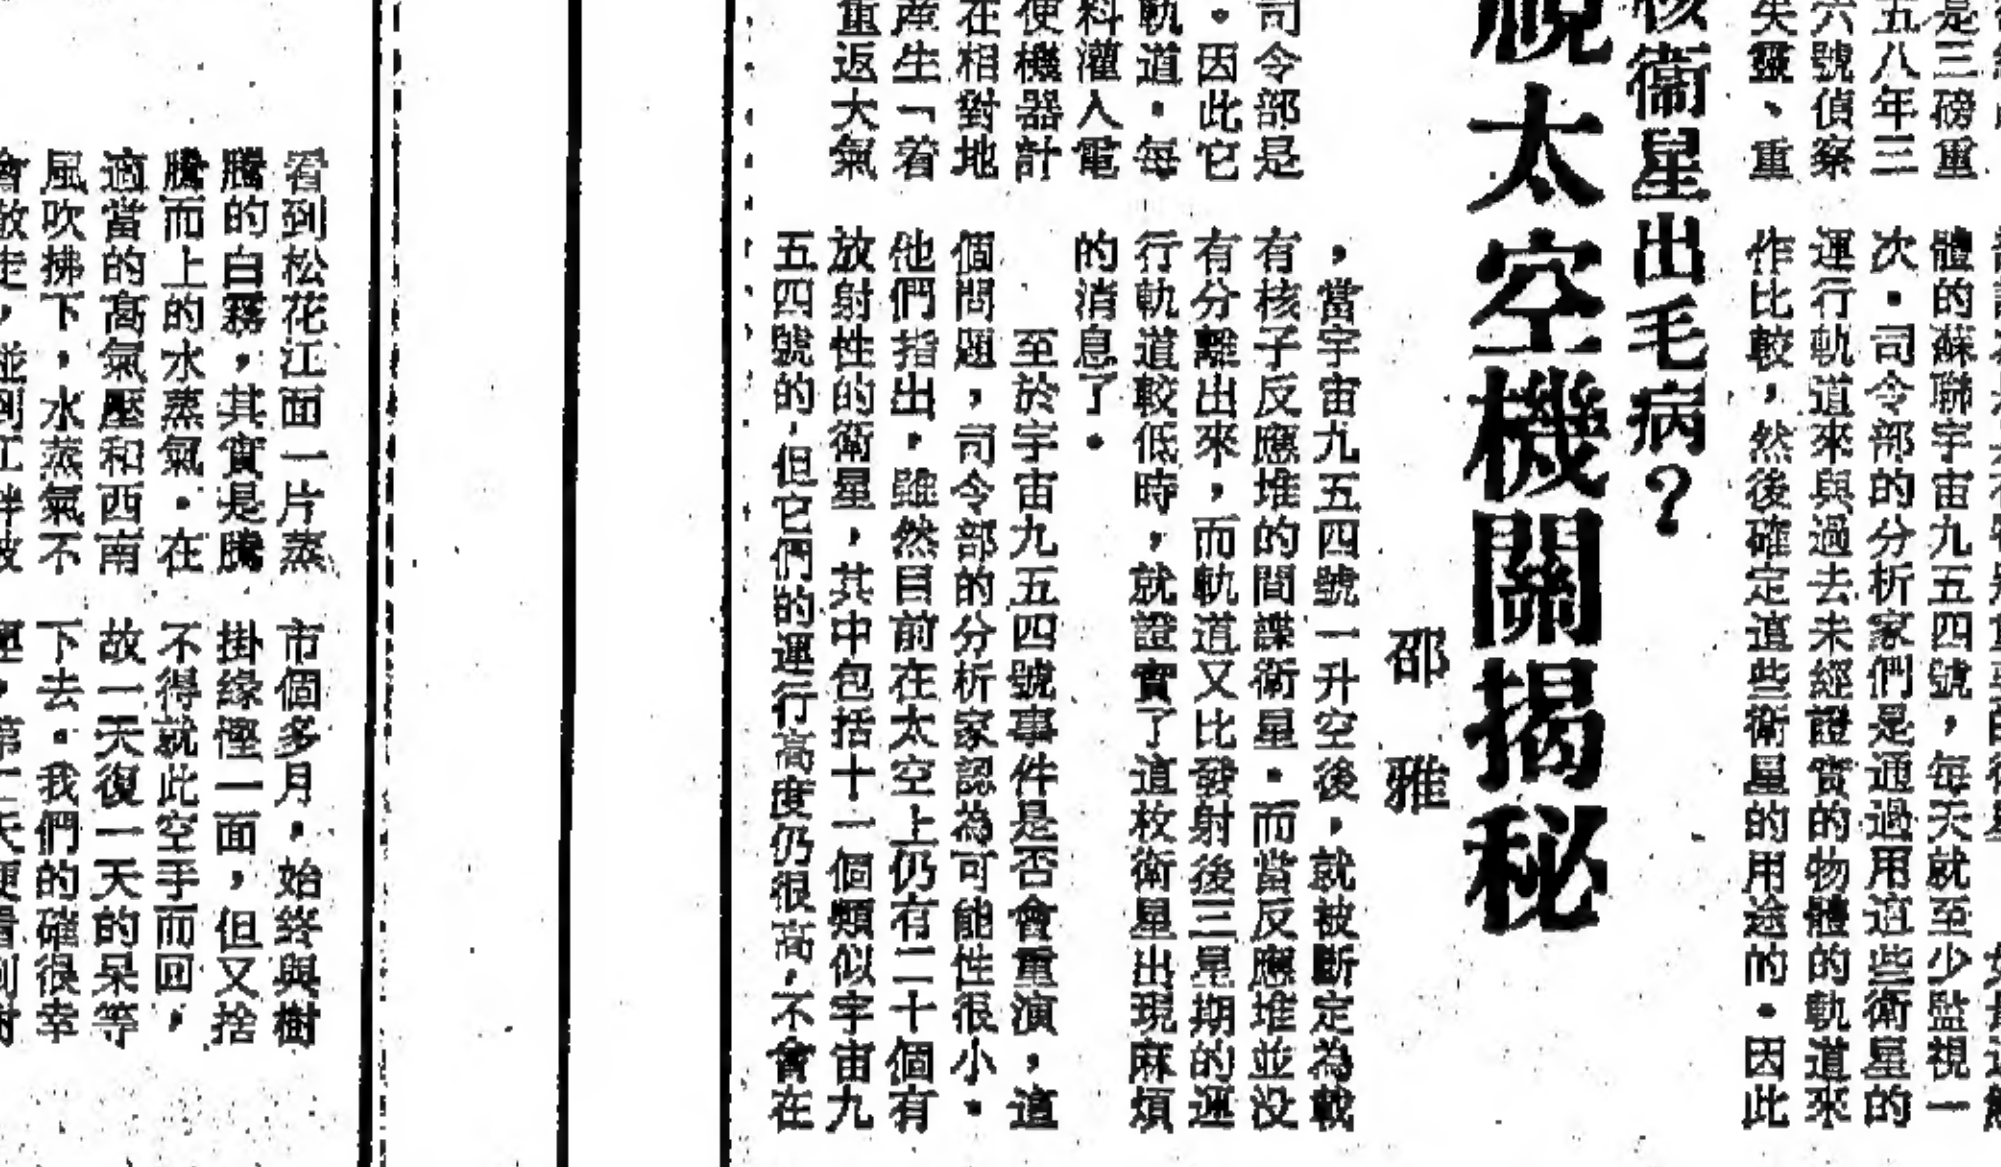 是三磅重
五八年三
六號偵察
失靈、重
體的蘇聯宇宙九五四號，每天就至少監視一
次。司令部的分析家們是通過用這些衛星的
運行軌道來與過去未經證實的物體的軌道來
作比較，然後確定這些衛星的用途的。因此
核衞星出毛病？
視太空機關揭秘
邵雅
司令部是
。因此它
軌道。每
料灌入電
便機器計
在相對地
產生「着
重返大氣
，當宇宙九五四號一升空後，就被斷定為載
有核子反應堆的間諜衛星。而當反應堆並没
有分離出來，而軌道又比發射後三星期的運
行軌道較低時，就證實了這枚衛星出現麻煩
的消息了。
至於宇宙九五四號事件是否會重演，這
個問題，司令部的分析家認為可能性很小。
他們指出，雖然目前在太空上仍有二十個有
放射性的衛星，其中包括十一個類似宇宙九
五四號的，但它們的運行高度仍很高，不會在
看到松花江面一片蒸
騰的白霧，其實是騰
騰而上的水蒸氣。在
適當的高氣壓和西南
風吹拂下，水蒸氣不
市個多月，始終與樹
掛緣慳一面，但又捨
不得就此空手而回，
故一天復一天的呆等
下去。我們的確很幸